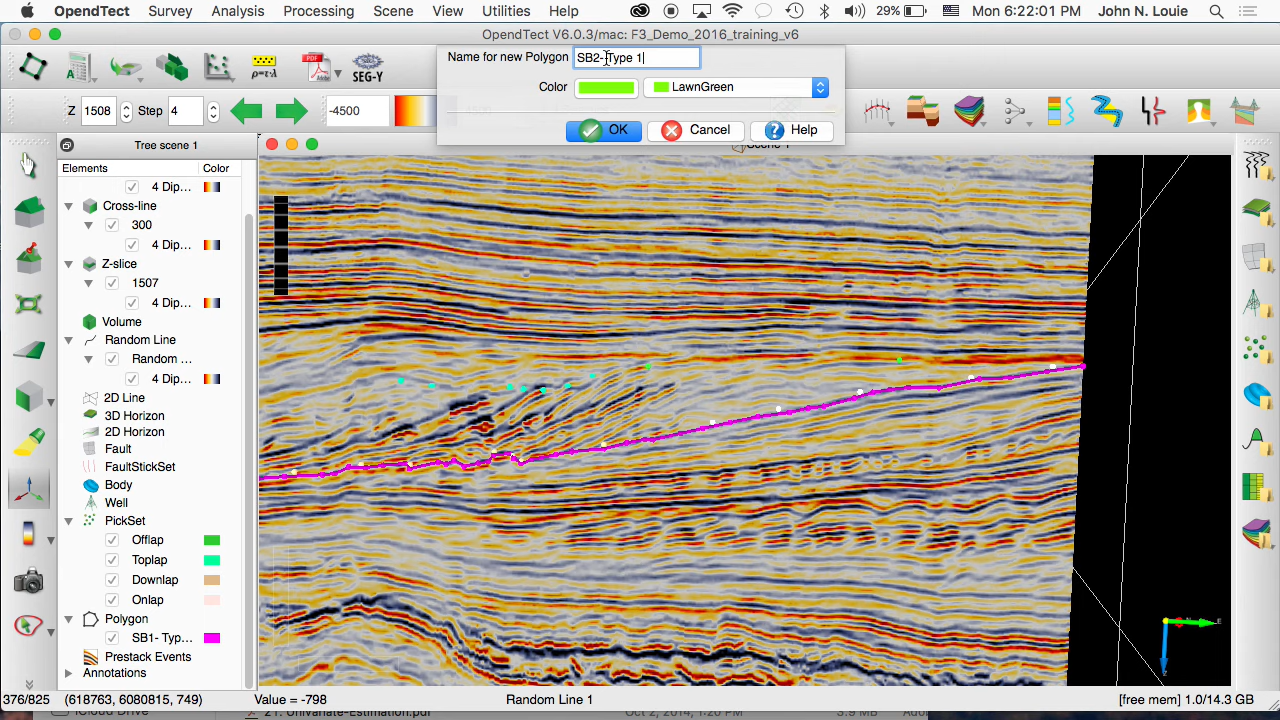 OpendTect Survey Analysis Processing Scene View Utilities Help 29% Mon 6:22:01 PM John N. Louie
OpendTect V6.0.3/mac: F3_Demo_2016_training_v6
Name for new Polygon SB2-Type 1
PDF SEG-Y
ρ=τ.v.λ
Color LawnGreen
Z 1508 Step 4 -4500
OK Cancel Help
Tree scene 1
Elements Color
4 Dip...
Cross-line
300
4 Dip...
Z-slice
1507
4 Dip...
Volume
Random Line
Random ...
4 Dip...
2D Line
3D Horizon
2D Horizon
Fault
FaultStickSet
Body
Well
PickSet
Offlap
Toplap
Downlap
Onlap
Polygon
SB1- Typ...
Prestack Events
Annotations
E
376/825 (618763, 6080815, 749) Value = -798 Random Line 1 [free mem] 1.0/14.3 GB